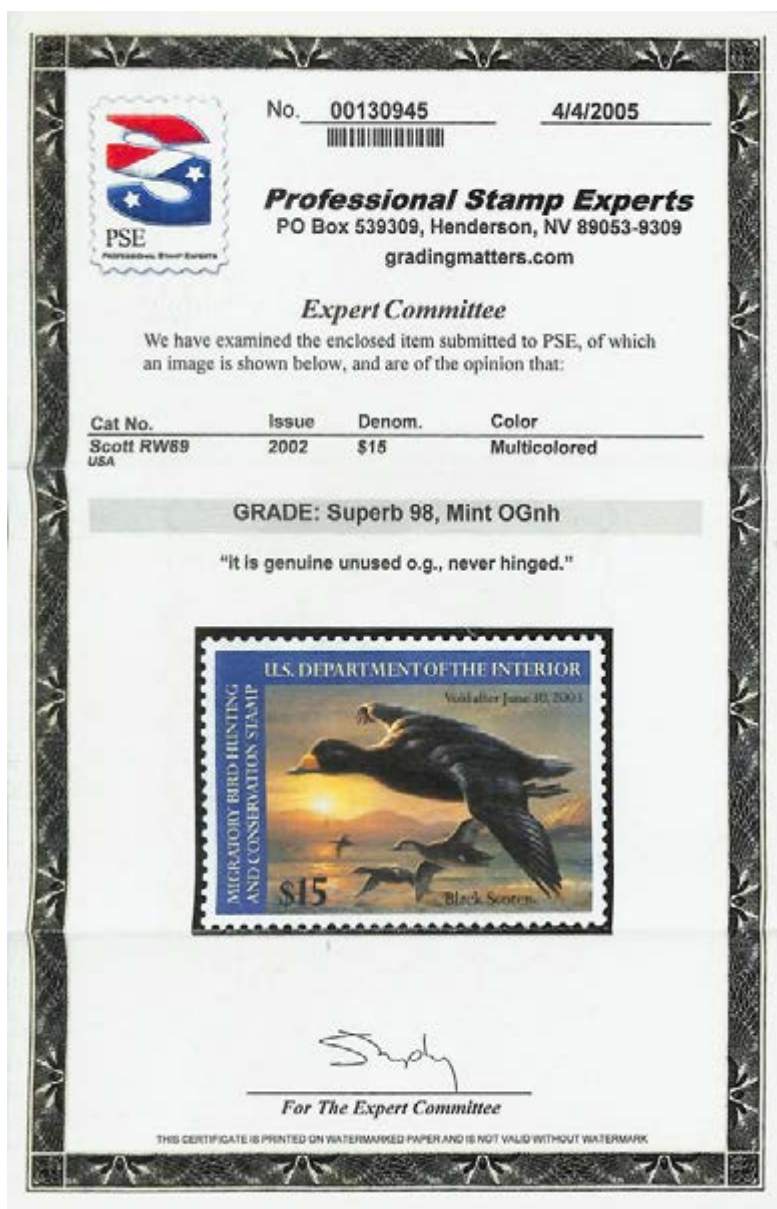 No. 00130945 4/4/2005
PSE
PROFESSIONAL STAMP EXPERTS
Professional Stamp Experts
PO Box 539309, Henderson, NV 89053-9309
gradingmatters.com
Expert Committee
We have examined the enclosed item submitted to PSE, of which
an image is shown below, and are of the opinion that:
Cat No. Issue Denom. Color
Scott RW69 2002 $15 Multicolored
USA
GRADE: Superb 98, Mint OGnh
"It is genuine unused o.g., never hinged."
U.S. DEPARTMENT OF THE INTERIOR
Void after June 30, 2003
MIGRATORY BIRD HUNTING
AND CONSERVATION STAMP
$15
Black Scoters
For The Expert Committee
THIS CERTIFICATE IS PRINTED ON WATERMARKED PAPER AND IS NOT VALID WITHOUT WATERMARK